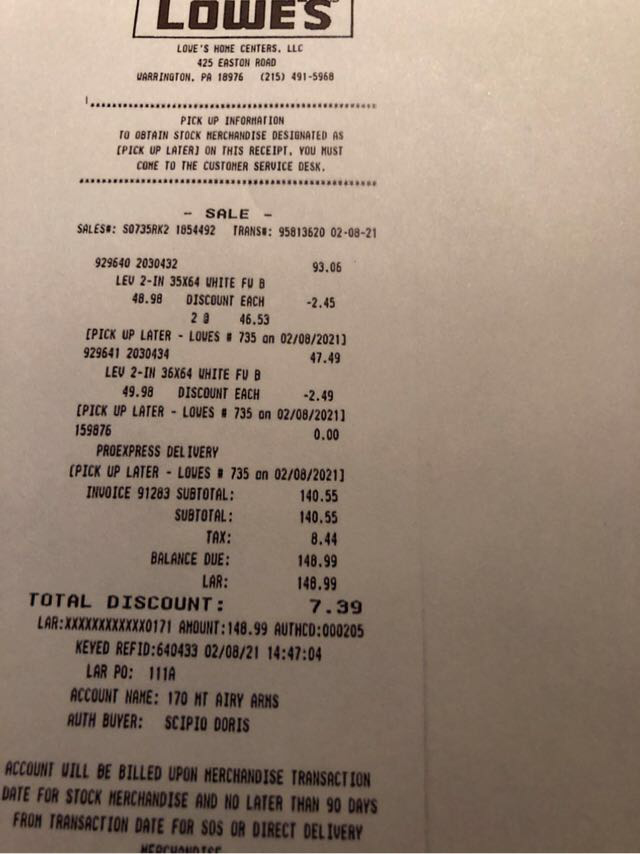 LOWE'S
LOWE'S HOME CENTERS, LLC
425 EASTON ROAD
WARRINGTON, PA 18976 (215) 491-5968
PICK UP INFORMATION
TO OBTAIN STOCK MERCHANDISE DESIGNATED AS
[PICK UP LATER] ON THIS RECEIPT, YOU MUST
COME TO THE CUSTOMER SERVICE DESK.
- SALE -
SALES#: S0735RK2 1854492 TRANS#: 95813620 02-08-21
929640 2030432 93.06
LEV 2-IN 35X64 WHITE FU B
48.98 DISCOUNT EACH -2.45
2 @ 46.53
[PICK UP LATER - LOWES # 735 on 02/08/2021]
929641 2030434 47.49
LEV 2-IN 36X64 WHITE FU B
49.98 DISCOUNT EACH -2.49
[PICK UP LATER - LOWES # 735 on 02/08/2021]
159876 0.00
PROEXPRESS DELIVERY
[PICK UP LATER - LOWES # 735 on 02/08/2021]
INVOICE 91283 SUBTOTAL: 140.55
SUBTOTAL: 140.55
TAX: 8.44
BALANCE DUE: 148.99
LAR: 148.99
TOTAL DISCOUNT: 7.39
LAR:XXXXXXXXXXXX0171 AMOUNT:148.99 AUTHCD:000205
KEYED REFID:640433 02/08/21 14:47:04
LAR PO: 111A
ACCOUNT NAME: 170 MT AIRY ARMS
AUTH BUYER: SCIPIO DORIS
ACCOUNT WILL BE BILLED UPON MERCHANDISE TRANSACTION
DATE FOR STOCK MERCHANDISE AND NO LATER THAN 90 DAYS
FROM TRANSACTION DATE FOR SOS OR DIRECT DELIVERY
MERCHANDISE